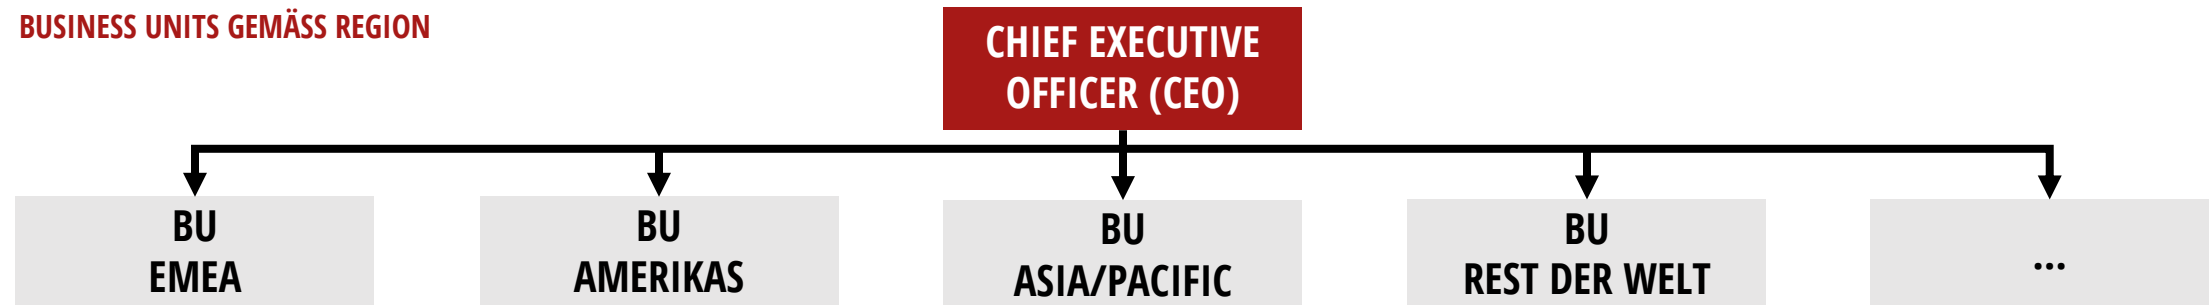 BUSINESS UNITS GEMÄSS REGION
CHIEF EXECUTIVE
OFFICER (CEO)
BU
EMEA
BU
AMERIKAS
BU
ASIA/PACIFIC
BU
REST DER WELT
...